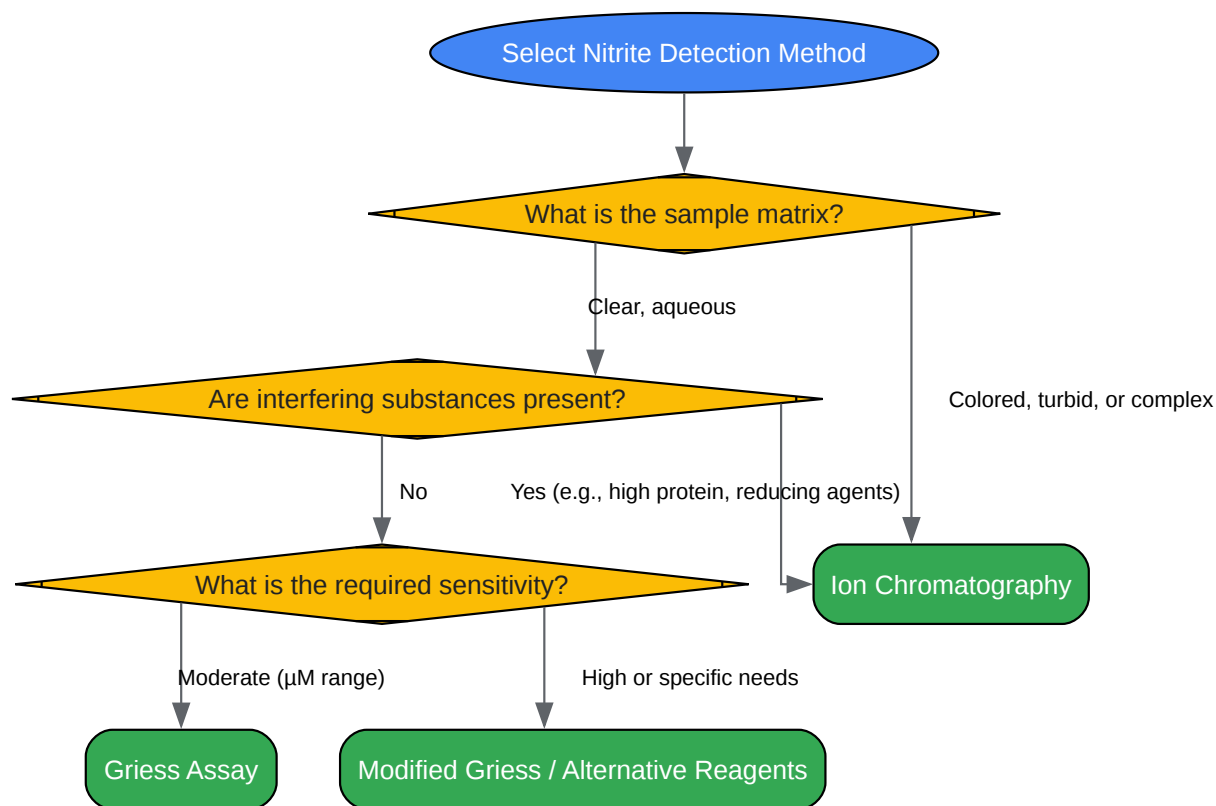 Select Nitrite Detection Method
What is the sample matrix?
Clear, aqueous
Are interfering substances present?
Colored, turbid, or complex
No
Yes (e.g., high protein, reducing agents)
What is the required sensitivity?
Ion Chromatography
Moderate (µM range)
High or specific needs
Griess Assay
Modified Griess / Alternative Reagents